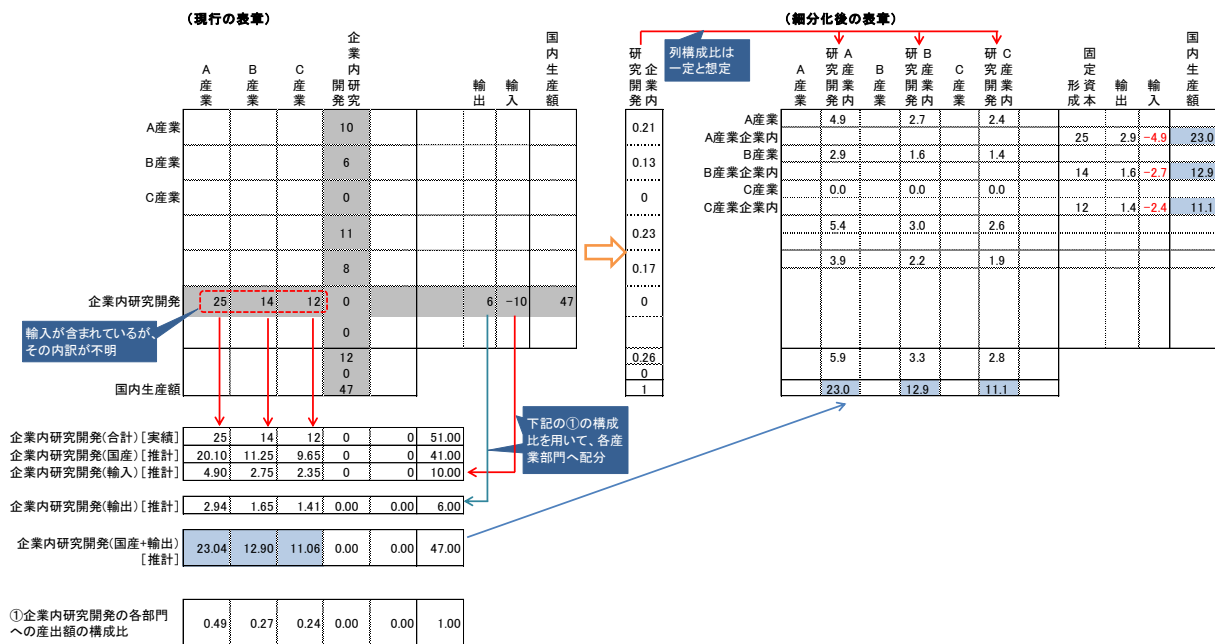 (現行の表章)
(細分化後の表章)
列構成比は
一定と想定
A産業
B産業
C産業
企業内研究開発
輸出
輸入
国内生産額
企業内研究開発
A産業
A産業企業内研究開発
B産業
B産業企業内研究開発
C産業
C産業企業内研究開発
固定資本形成
輸出
輸入
国内生産額
A産業 10
B産業 6
C産業 0
11
8
企業内研究開発 25 14 12 0 6 -10 47
0
12
0
国内生産額 47
輸入が含まれているが、
その内訳が不明
0.21
0.13
0
0.23
0.17
0
0.26
0
1
A産業 4.9 2.7 2.4
A産業企業内 25 2.9 -4.9 23.0
B産業 2.9 1.6 1.4
B産業企業内 14 1.6 -2.7 12.9
C産業 0.0 0.0 0.0
C産業企業内 12 1.4 -2.4 11.1
5.4 3.0 2.6
3.9 2.2 1.9
5.9 3.3 2.8
23.0 12.9 11.1
下記の①の構成
比を用いて、各産
業部門へ配分
企業内研究開発(合計)[実績] 25 14 12 0 0 51.00
企業内研究開発(国産)[推計] 20.10 11.25 9.65 0 0 41.00
企業内研究開発(輸入)[推計] 4.90 2.75 2.35 0 0 10.00
企業内研究開発(輸出)[推計] 2.94 1.65 1.41 0.00 0.00 6.00
企業内研究開発(国産+輸出)
[推計] 23.04 12.90 11.06 0.00 0.00 47.00
①企業内研究開発の各部門
への産出額の構成比 0.49 0.27 0.24 0.00 0.00 1.00